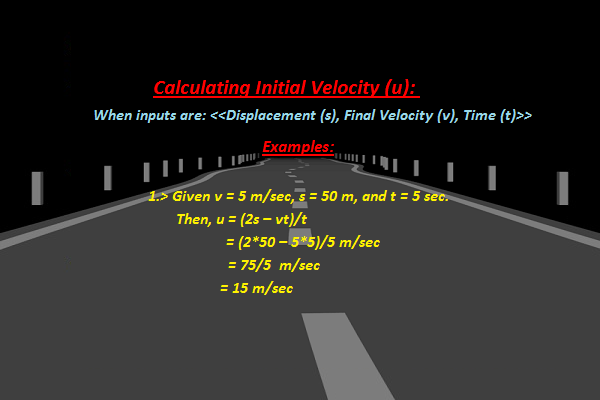 Calculating Initial Velocity (u):
When inputs are: <<Displacement (s), Final Velocity (v), Time (t)>>
Examples:
1.> Given v = 5 m/sec, s = 50 m, and t = 5 sec.
Then, u = (2s – vt)/t
= (2*50 – 5*5)/5 m/sec
= 75/5 m/sec
= 15 m/sec